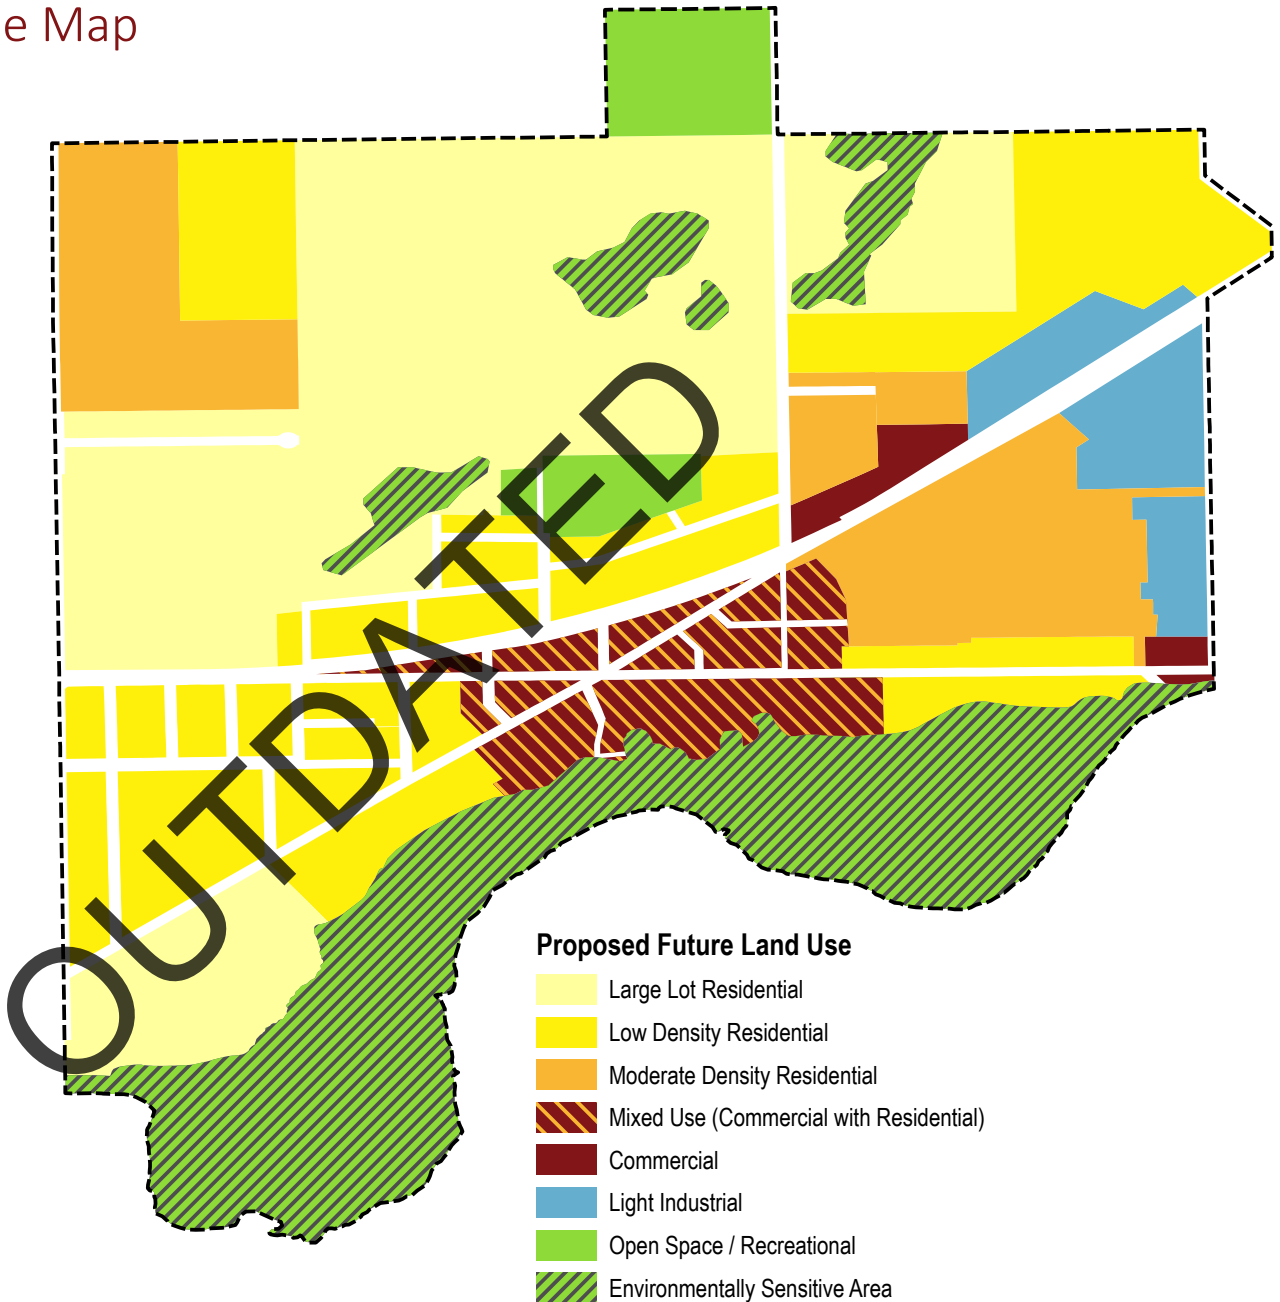 e Map
OUTDATED
Proposed Future Land Use
Large Lot Residential
Low Density Residential
Moderate Density Residential
Mixed Use (Commercial with Residential)
Commercial
Light Industrial
Open Space / Recreational
Environmentally Sensitive Area